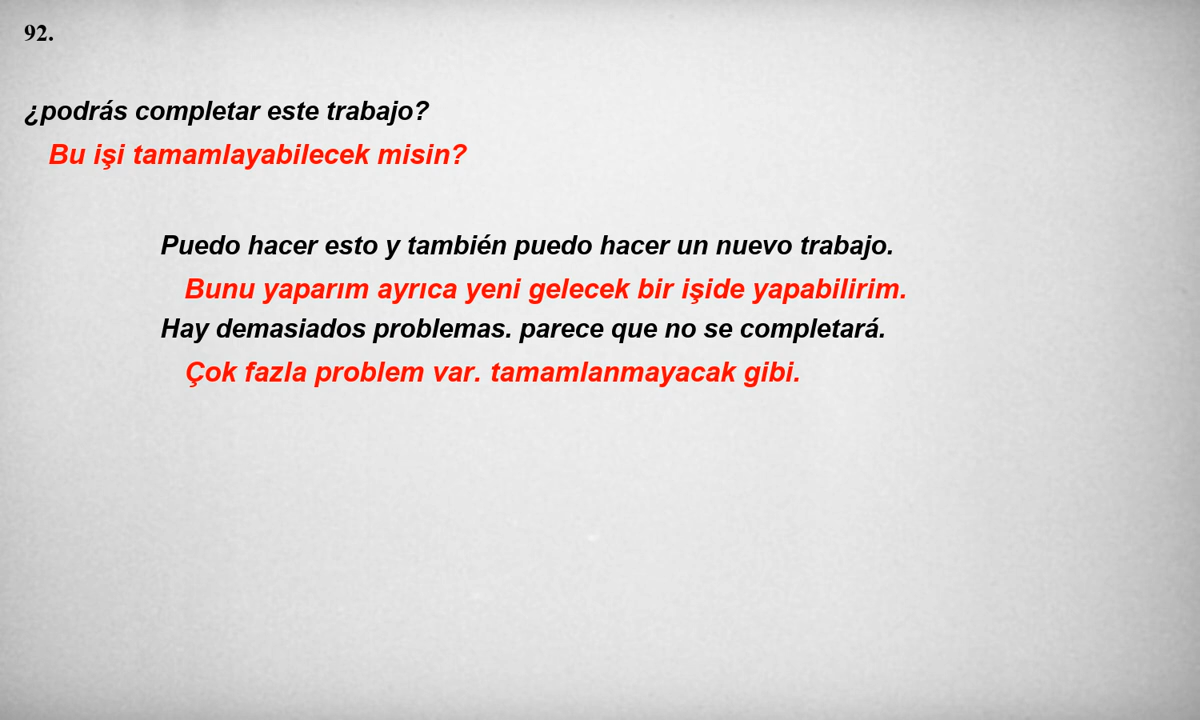 92.
¿podrás completar este trabajo?
Bu işi tamamlayabilecek misin?
Puedo hacer esto y también puedo hacer un nuevo trabajo.
Bunu yaparım ayrıca yeni gelecek bir işide yapabilirim.
Hay demasiados problemas. parece que no se completará.
Çok fazla problem var. tamamlanmayacak gibi.